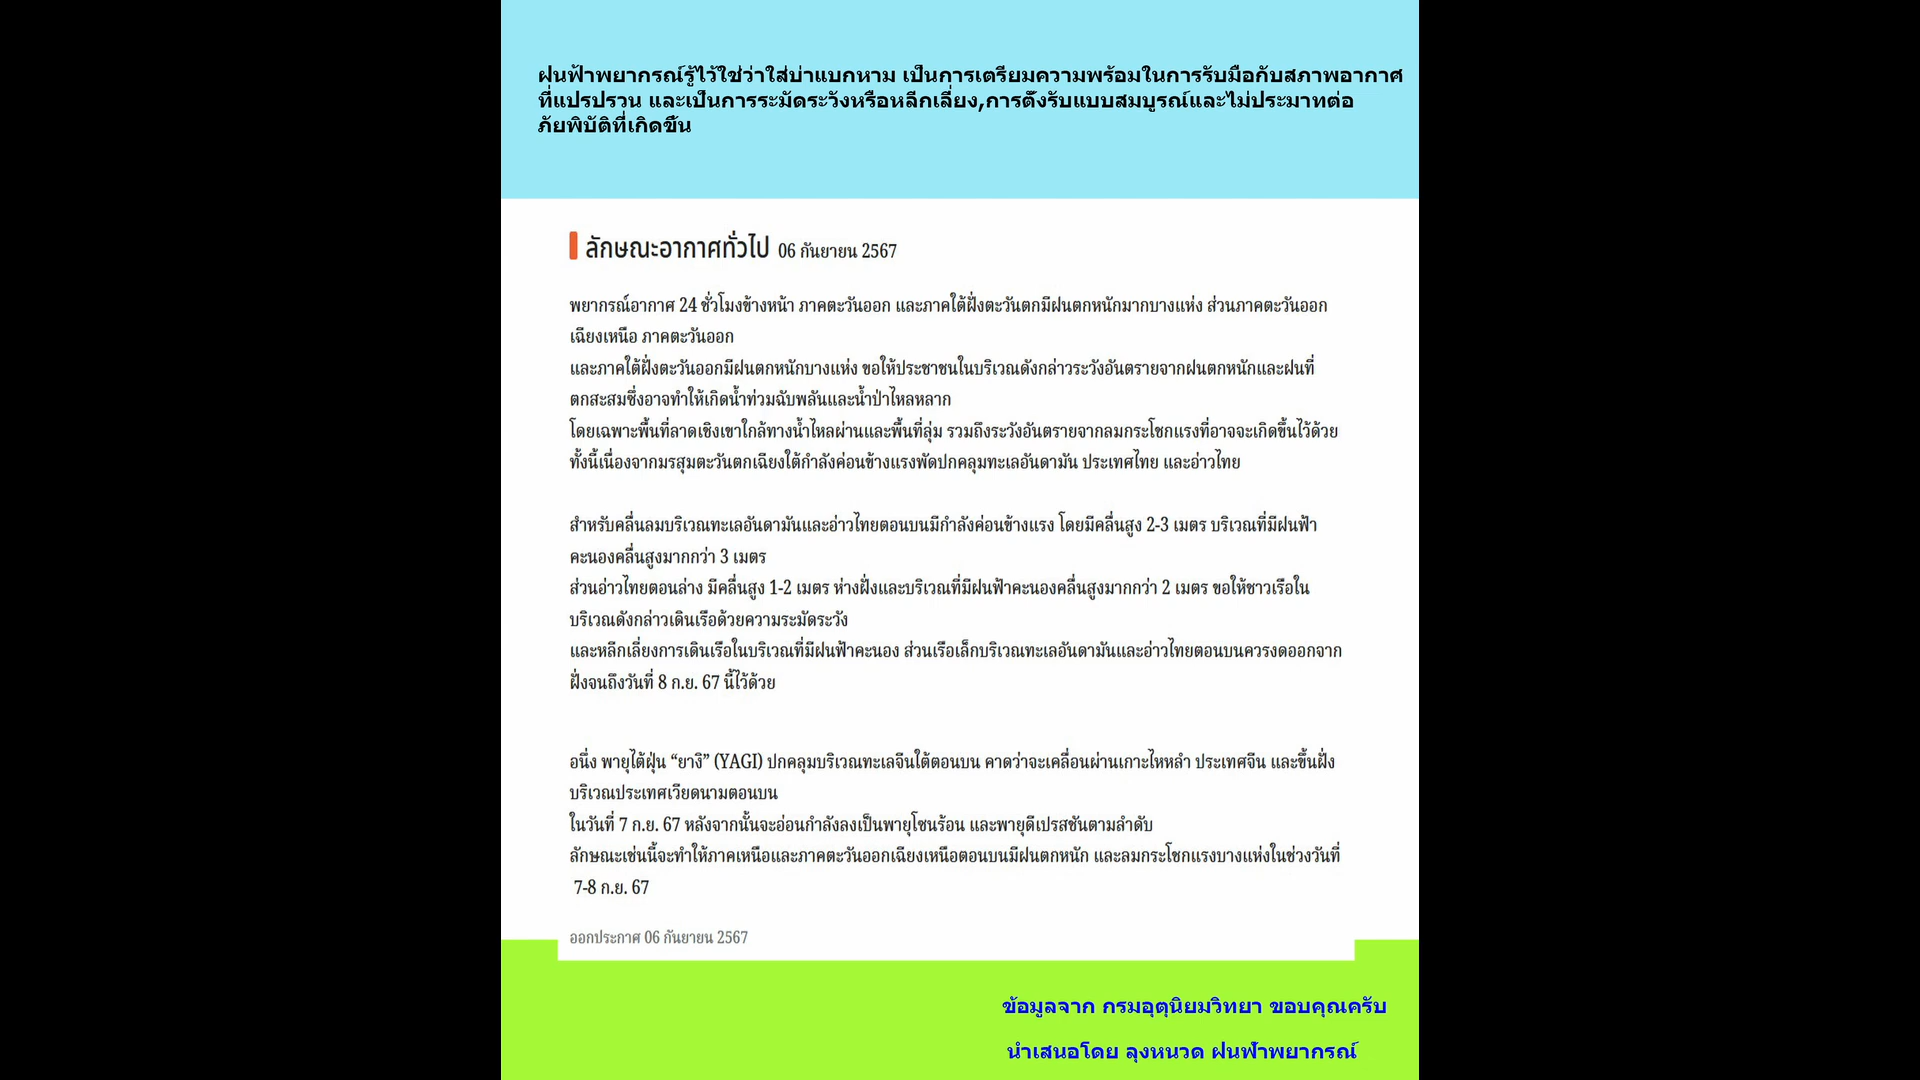 ฝนฟ้าพยากรณ์รู้ไว้ใช่ว่าใส่บ่าแบกหาม เป็นการเตรียมความพร้อมในการรับมือกับสภาพอากาศ
ที่แปรปรวน และเป็นการระมัดระวังหรือหลีกเลี่ยง,การตั้งรับแบบสมบูรณ์และไม่ประมาทต่อ
ภัยพิบัติที่เกิดขึ้น
ลักษณะอากาศทั่วไป 06 กันยายน 2567
พยากรณ์อากาศ 24 ชั่วโมงข้างหน้า ภาคตะวันออก และภาคใต้ฝั่งตะวันตกมีฝนตกหนักมากบางแห่ง ส่วนภาคตะวันออก
เฉียงเหนือ ภาคตะวันออก
และภาคใต้ฝั่งตะวันออกมีฝนตกหนักบางแห่ง ขอให้ประชาชนในบริเวณดังกล่าวระวังอันตรายจากฝนตกหนักและฝนที่
ตกสะสมซึ่งอาจทำให้เกิดน้ำท่วมฉับพลันและน้ำป่าไหลหลาก
โดยเฉพาะพื้นที่ลาดเชิงเขาใกล้ทางน้ำไหลผ่านและพื้นที่ลุ่ม รวมถึงระวังอันตรายจากลมกระโชกแรงที่อาจจะเกิดขึ้นไว้ด้วย
ทั้งนี้เนื่องจากมรสุมตะวันตกเฉียงใต้กำลังค่อนข้างแรงพัดปกคลุมทะเลอันดามัน ประเทศไทย และอ่าวไทย
สำหรับคลื่นลมบริเวณทะเลอันดามันและอ่าวไทยตอนบนมีกำลังค่อนข้างแรง โดยมีคลื่นสูง 2-3 เมตร บริเวณที่มีฝนฟ้า
คะนองคลื่นสูงมากกว่า 3 เมตร
ส่วนอ่าวไทยตอนล่าง มีคลื่นสูง 1-2 เมตร ห่างฝั่งและบริเวณที่มีฝนฟ้าคะนองคลื่นสูงมากกว่า 2 เมตร ขอให้ชาวเรือใน
บริเวณดังกล่าวเดินเรือด้วยความระมัดระวัง
และหลีกเลี่ยงการเดินเรือในบริเวณที่มีฝนฟ้าคะนอง ส่วนเรือเล็กบริเวณทะเลอันดามันและอ่าวไทยตอนบนควรงดออกจาก
ฝั่งจนถึงวันที่ 8 ก.ย. 67 นี้ไว้ด้วย
อนึ่ง พายุไต้ฝุ่น “ยางิ” (YAGI) ปกคลุมบริเวณทะเลจีนใต้ตอนบน คาดว่าจะเคลื่อนผ่านเกาะไหหลำ ประเทศจีน และขึ้นฝั่ง
บริเวณประเทศเวียดนามตอนบน
ในวันที่ 7 ก.ย. 67 หลังจากนั้นจะอ่อนกำลังลงเป็นพายุโซนร้อน และพายุดีเปรสชันตามลำดับ
ลักษณะเช่นนี้จะทำให้ภาคเหนือและภาคตะวันออกเฉียงเหนือตอนบนมีฝนตกหนัก และลมกระโชกแรงบางแห่งในช่วงวันที่
7-8 ก.ย. 67
ออกประกาศ 06 กันยายน 2567
ข้อมูลจาก กรมอุตุนิยมวิทยา ขอบคุณครับ
นำเสนอโดย ลุงหนวด ฝนฟ้าพยากรณ์